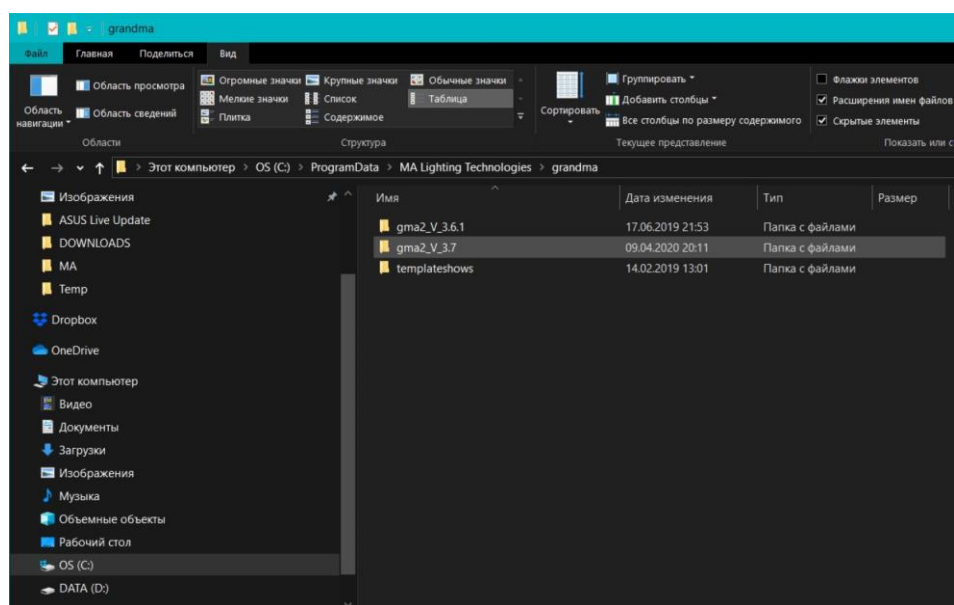 grandma
Файл Главная Поделиться Вид
Область навигации
Область просмотра
Область сведений
Области
Огромные значки Крупные значки Обычные значки
Мелкие значки Список Таблица
Плитка Содержимое
Структура
Сортировать
Группировать
Добавить столбцы
Все столбцы по размеру содержимого
Текущее представление
Флажки элементов
Расширения имен файлов
Скрытые элементы
Показать или с
Этот компьютер > OS (C:) > ProgramData > MA Lighting Technologies > grandma
Изображения
ASUS Live Update
DOWNLOADS
MA
Temp
Dropbox
OneDrive
Этот компьютер
Видео
Документы
Загрузки
Изображения
Музыка
Объемные объекты
Рабочий стол
OS (C:)
DATA (D:)
Имя Дата изменения Тип Размер
gma2_V_3.6.1 17.06.2019 21:53 Папка с файлами
gma2_V_3.7 09.04.2020 20:11 Папка с файлами
templateshows 14.02.2019 13:01 Папка с файлами